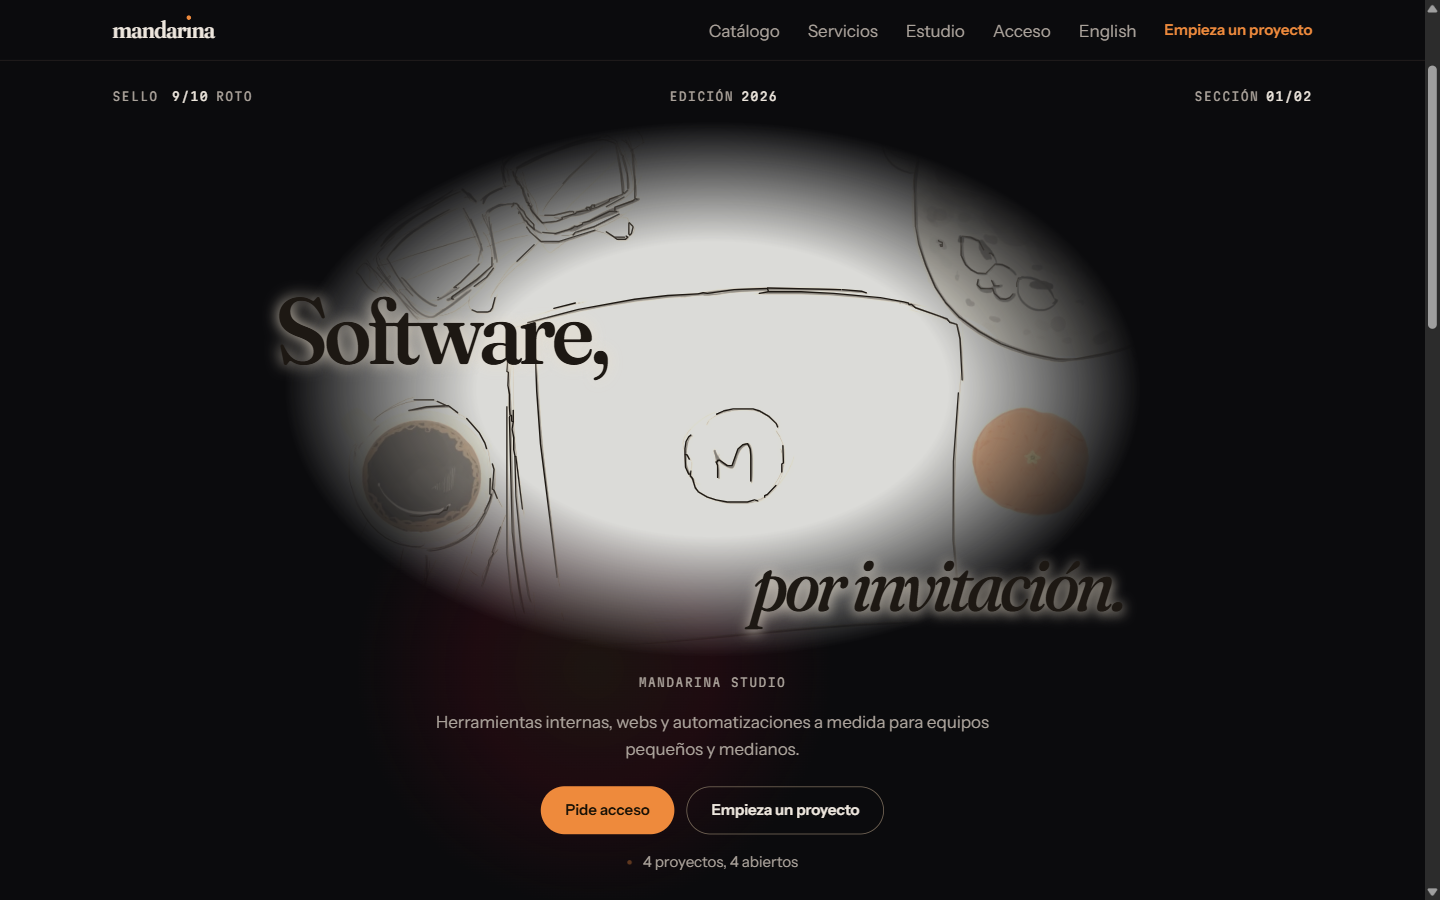 mandarina
Catálogo
Servicios
Estudio
Acceso
English
Empieza un proyecto
SELLO 9/10 ROTO
EDICIÓN 2026
SECCIÓN 01/02
Software,
M
por invitación.
MANDARINA STUDIO
Herramientas internas, webs y automatizaciones a medida para equipos
pequeños y medianos.
Pide acceso
Empieza un proyecto
4 proyectos, 4 abiertos